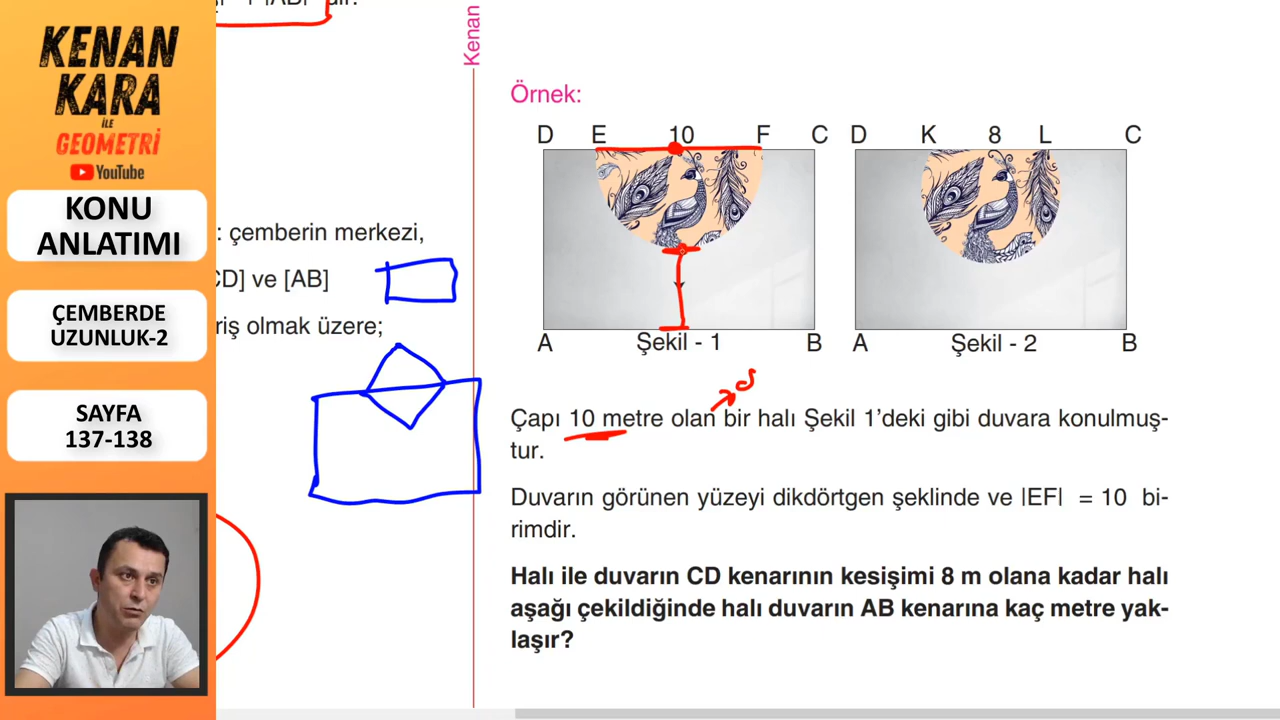 KENAN
KARA
İLE
GEOMETRİ
YouTube
KONU
ANLATIMI
ÇEMBERDE
UZUNLUK-2
SAYFA
137-138
Kenan
: çemberin merkezi,
CD] ve [AB]
riş olmak üzere;
Örnek:
D E 10 F C
D K 8 L C
A Şekil - 1 B
A Şekil - 2 B
Çapı 10 metre olan bir halı Şekil 1’deki gibi duvara konulmuş-
tur.
Duvarın görünen yüzeyi dikdörtgen şeklinde ve |EF| = 10 bi-
rimdir.
Halı ile duvarın CD kenarının kesişimi 8 m olana kadar halı
aşağı çekildiğinde halı duvarın AB kenarına kaç metre yak-
laşır?